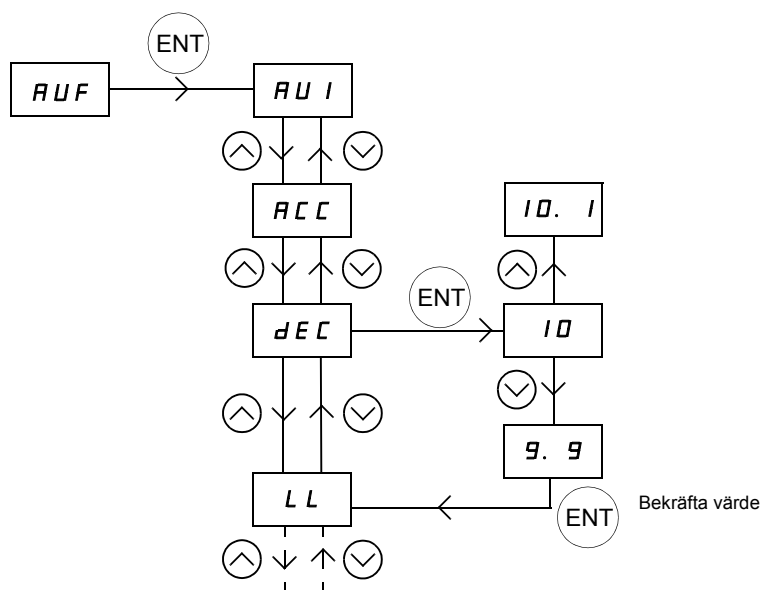 ENT
AUF
AU1
ACC
10. 1
ENT
dEC
10
9. 9
LL
ENT
Bekräfta värde